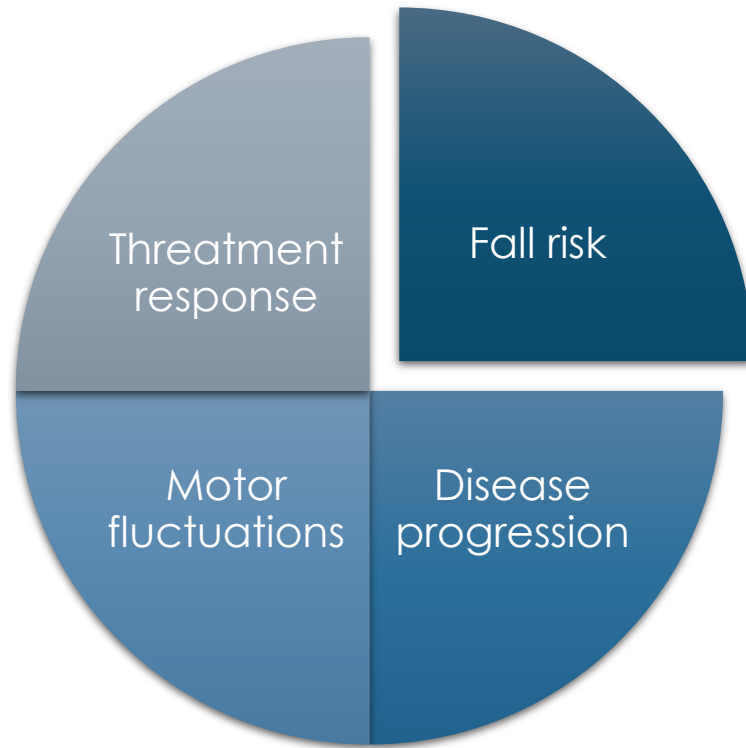 Threatment
response
Fall risk
Motor
fluctuations
Disease
progression